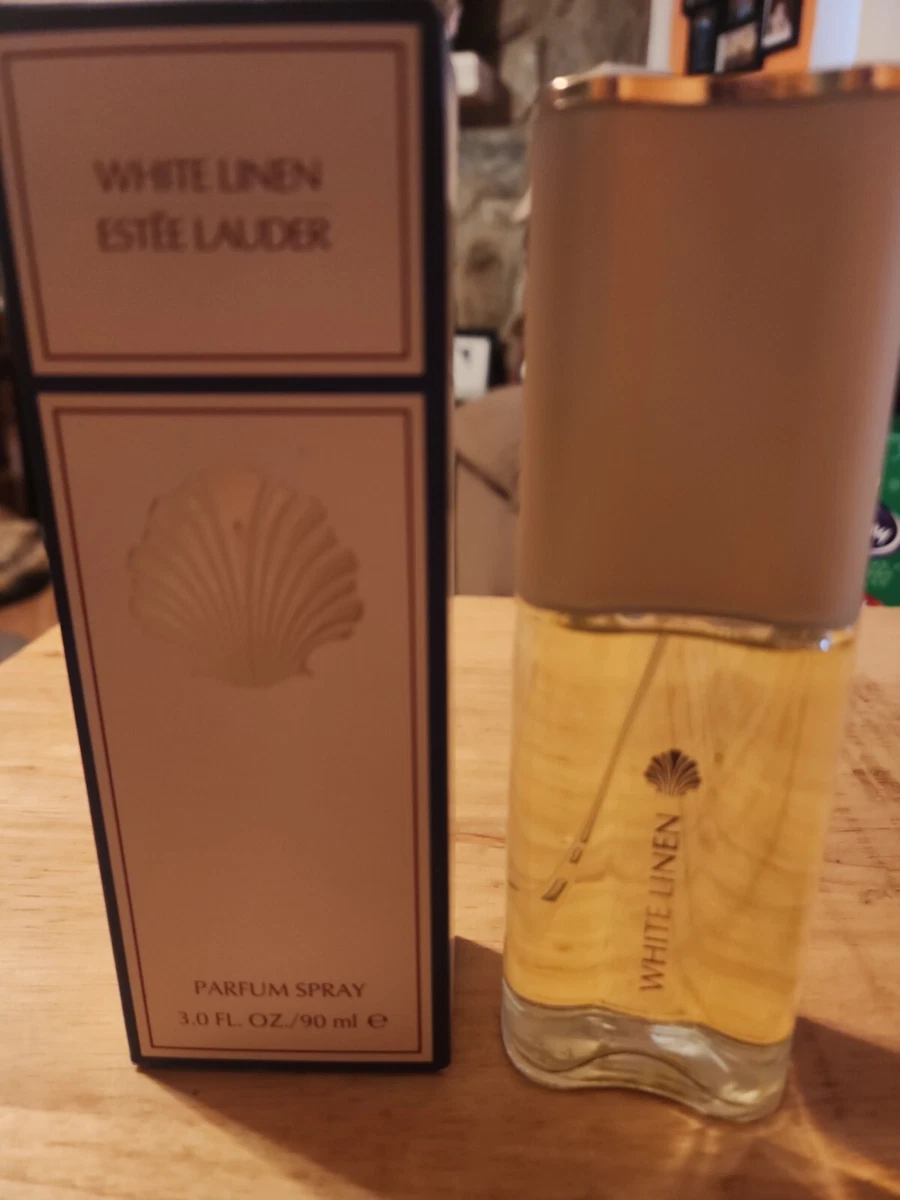 WHITE LINEN
ESTĒE LAUDER
PARFUM SPRAY
3.0 FL. OZ./90 ml ℮
WHITE LINEN